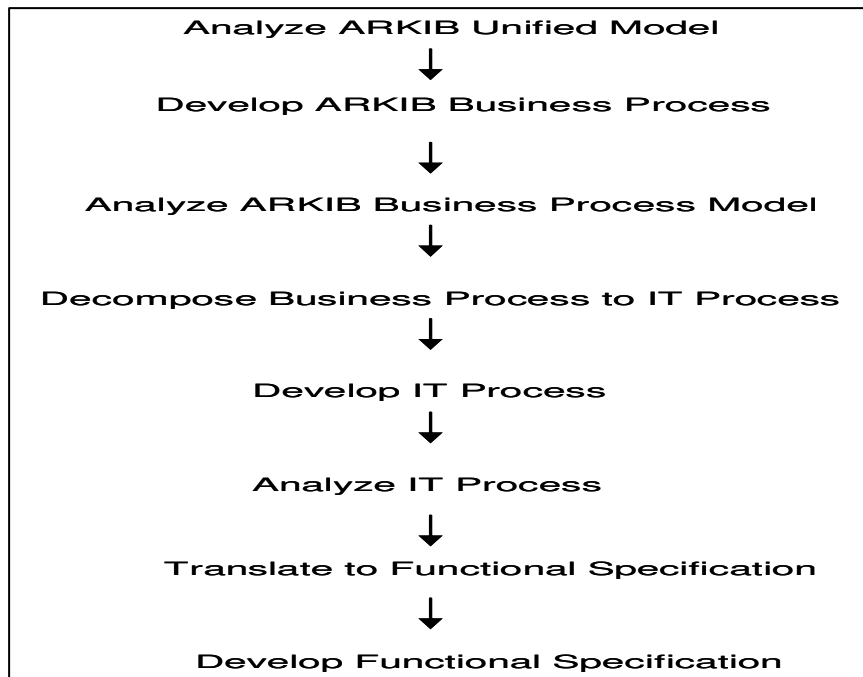 Analyze ARKIB Unified Model
Develop ARKIB Business Process
Analyze ARKIB Business Process Model
Decompose Business Process to IT Process
Develop IT Process
Analyze IT Process
Translate to Functional Specification
Develop Functional Specification